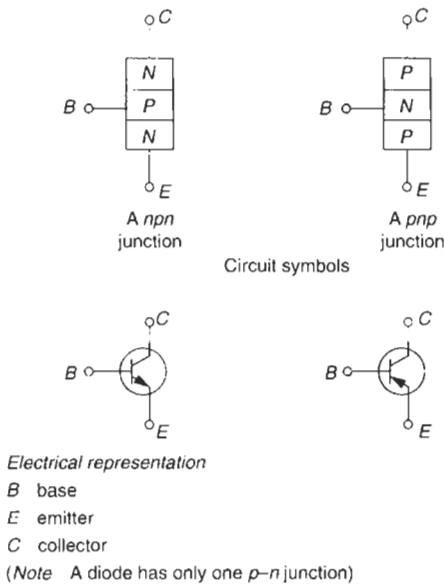 C C
N P
B P B N
N P
E E
A npn A pnp
junction junction
Circuit symbols
C C
B B
E E
Electrical representation
B base
E emitter
C collector
(Note A diode has only one p–n junction)